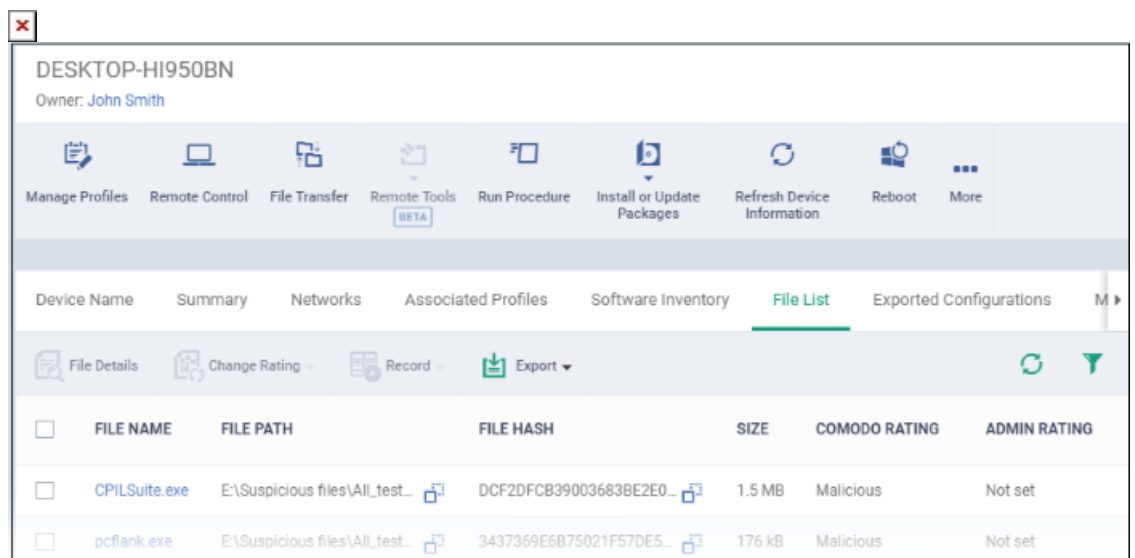 DESKTOP-HI950BN
Owner: John Smith
Manage Profiles Remote Control File Transfer Remote Tools Run Procedure Install or Update Refresh Device Reboot More
BETA Packages Information
Device Name Summary Networks Associated Profiles Software Inventory File List Exported Configurations M
File Details Change Rating Record Export
FILE NAME FILE PATH FILE HASH SIZE COMODO RATING ADMIN RATING
CPILSuite.exe E:\Suspicious files\All_test... DCF2DFCB39003683BE2E0... 1.5 MB Malicious Not set
pcflank.exe E:\Suspicious files\All_test... 3437369E6B75021F57DE5... 176 kB Malicious Not set